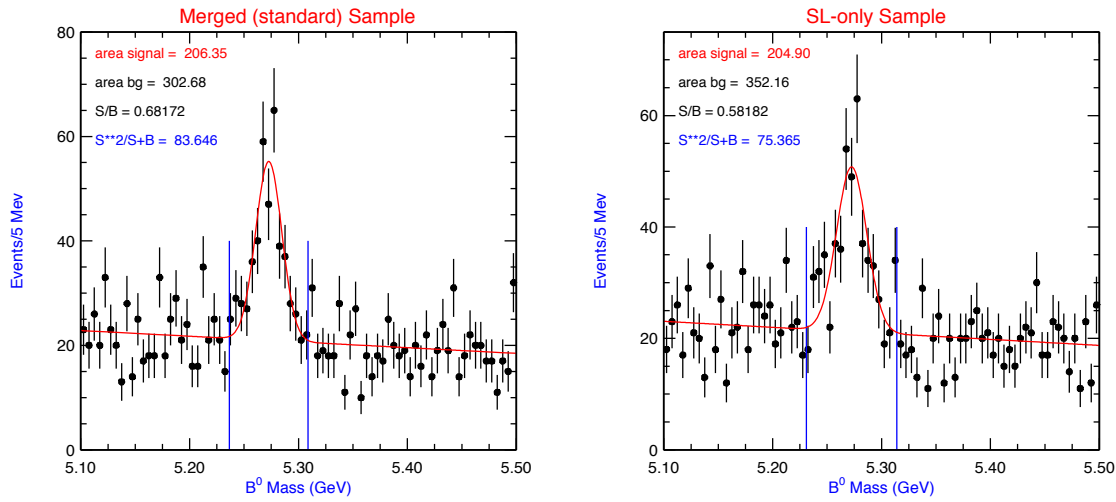 Merged (standard) Sample
area signal = 206.35
area bg = 302.68
S/B = 0.68172
S**2/S+B = 83.646
Events/5 Mev
80
60
40
20
0
5.10
5.20
5.30
5.40
5.50
B⁰ Mass (GeV)
SL-only Sample
area signal = 204.90
area bg = 352.16
S/B = 0.58182
S**2/S+B = 75.365
Events/5 Mev
60
40
20
0
5.10
5.20
5.30
5.40
5.50
B⁰ Mass (GeV)